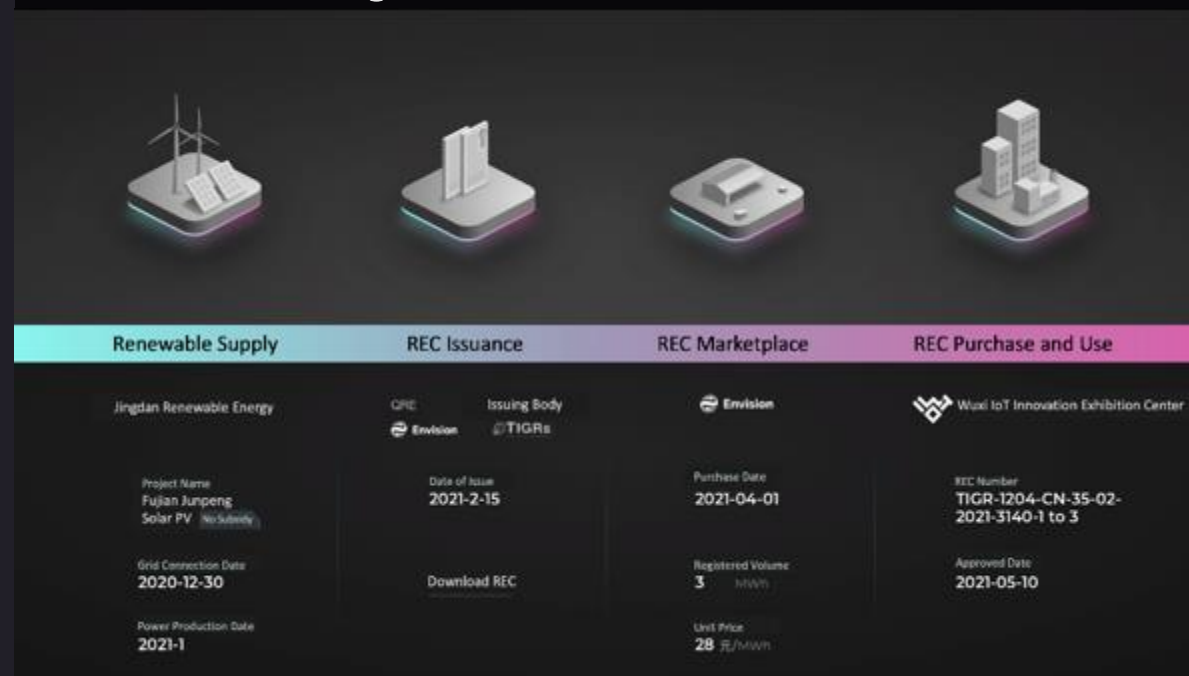 Renewable Supply
REC Issuance
REC Marketplace
REC Purchase and Use
Jingdan Renewable Energy
Project Name
Fujian Junpeng
Solar PV No Subsidy
Grid Connection Date
2020-12-30
Power Production Date
2021-1
QRE Issuing Body
Envision TIGRs
Date of Issue
2021-2-15
Download REC
Envision
Purchase Date
2021-04-01
Registered Volume
3 MWh
Unit Price
28 元/MWh
Wuxi IoT Innovation Exhibition Center
REC Number
TIGR-1204-CN-35-02-
2021-3140-1 to 3
Approved Date
2021-05-10